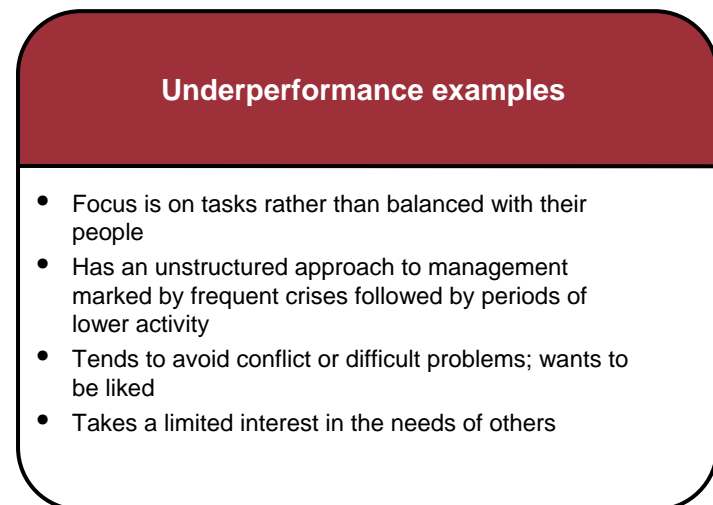 Underperformance examples
• Focus is on tasks rather than balanced with their
people
• Has an unstructured approach to management
marked by frequent crises followed by periods of
lower activity
• Tends to avoid conflict or difficult problems; wants to
be liked
• Takes a limited interest in the needs of others